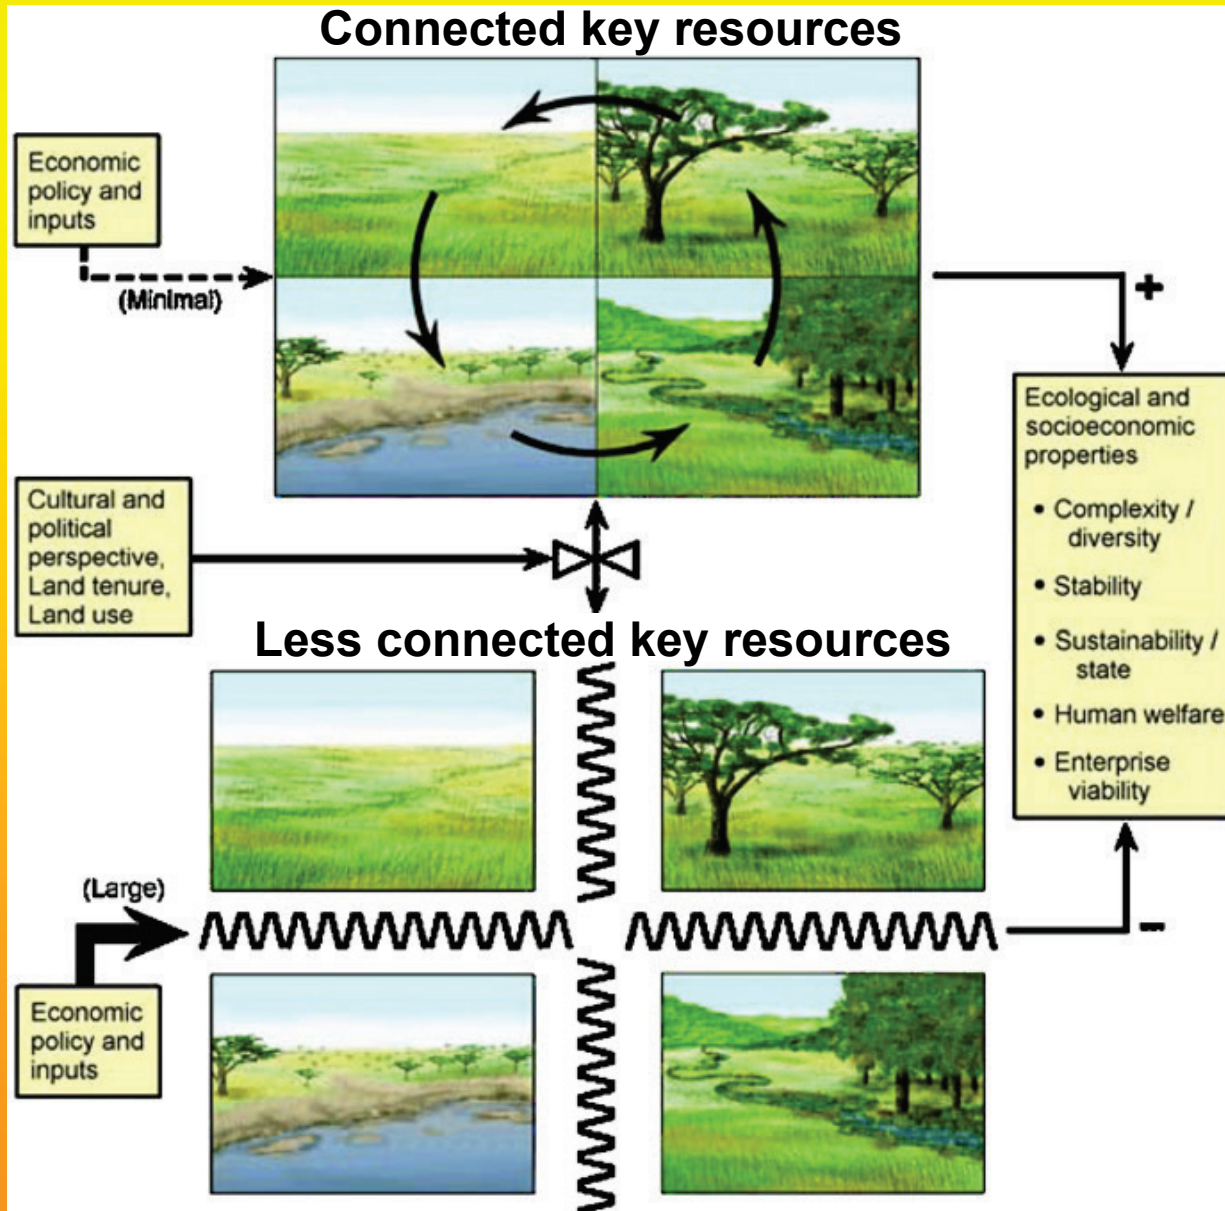 Connected key resources
Economic
policy and
inputs
(Minimal)
+
Ecological and
socioeconomic
properties
• Complexity /
diversity
• Stability
• Sustainability /
state
• Human welfare
• Enterprise
viability
Cultural and
political
perspective,
Land tenure,
Land use
Less connected key resources
(Large)
-
Economic
policy and
inputs